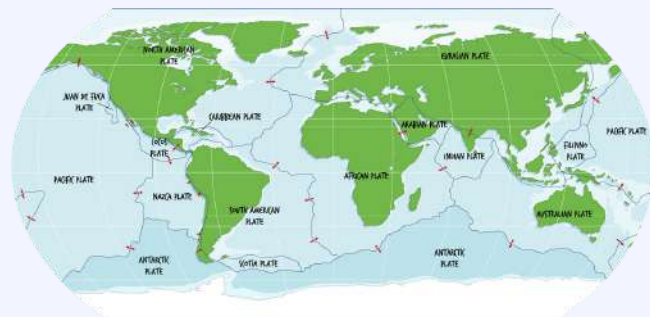 NORTH AMERICAN
PLATE
EURASIAN PLATE
JUAN DE FUCA
PLATE
CARIBBEAN PLATE
ARABIAN PLATE
COCOS
PLATE
INDIAN PLATE
FILIPINO
PLATE
PACIFIC PLATE
PACIFIC PLATE
NAZCA PLATE
AFRICAN PLATE
SOUTH AMERICAN
PLATE
AUSTRALIAN PLATE
ANTARCTIC
PLATE
SCOTIA PLATE
ANTARCTIC
PLATE